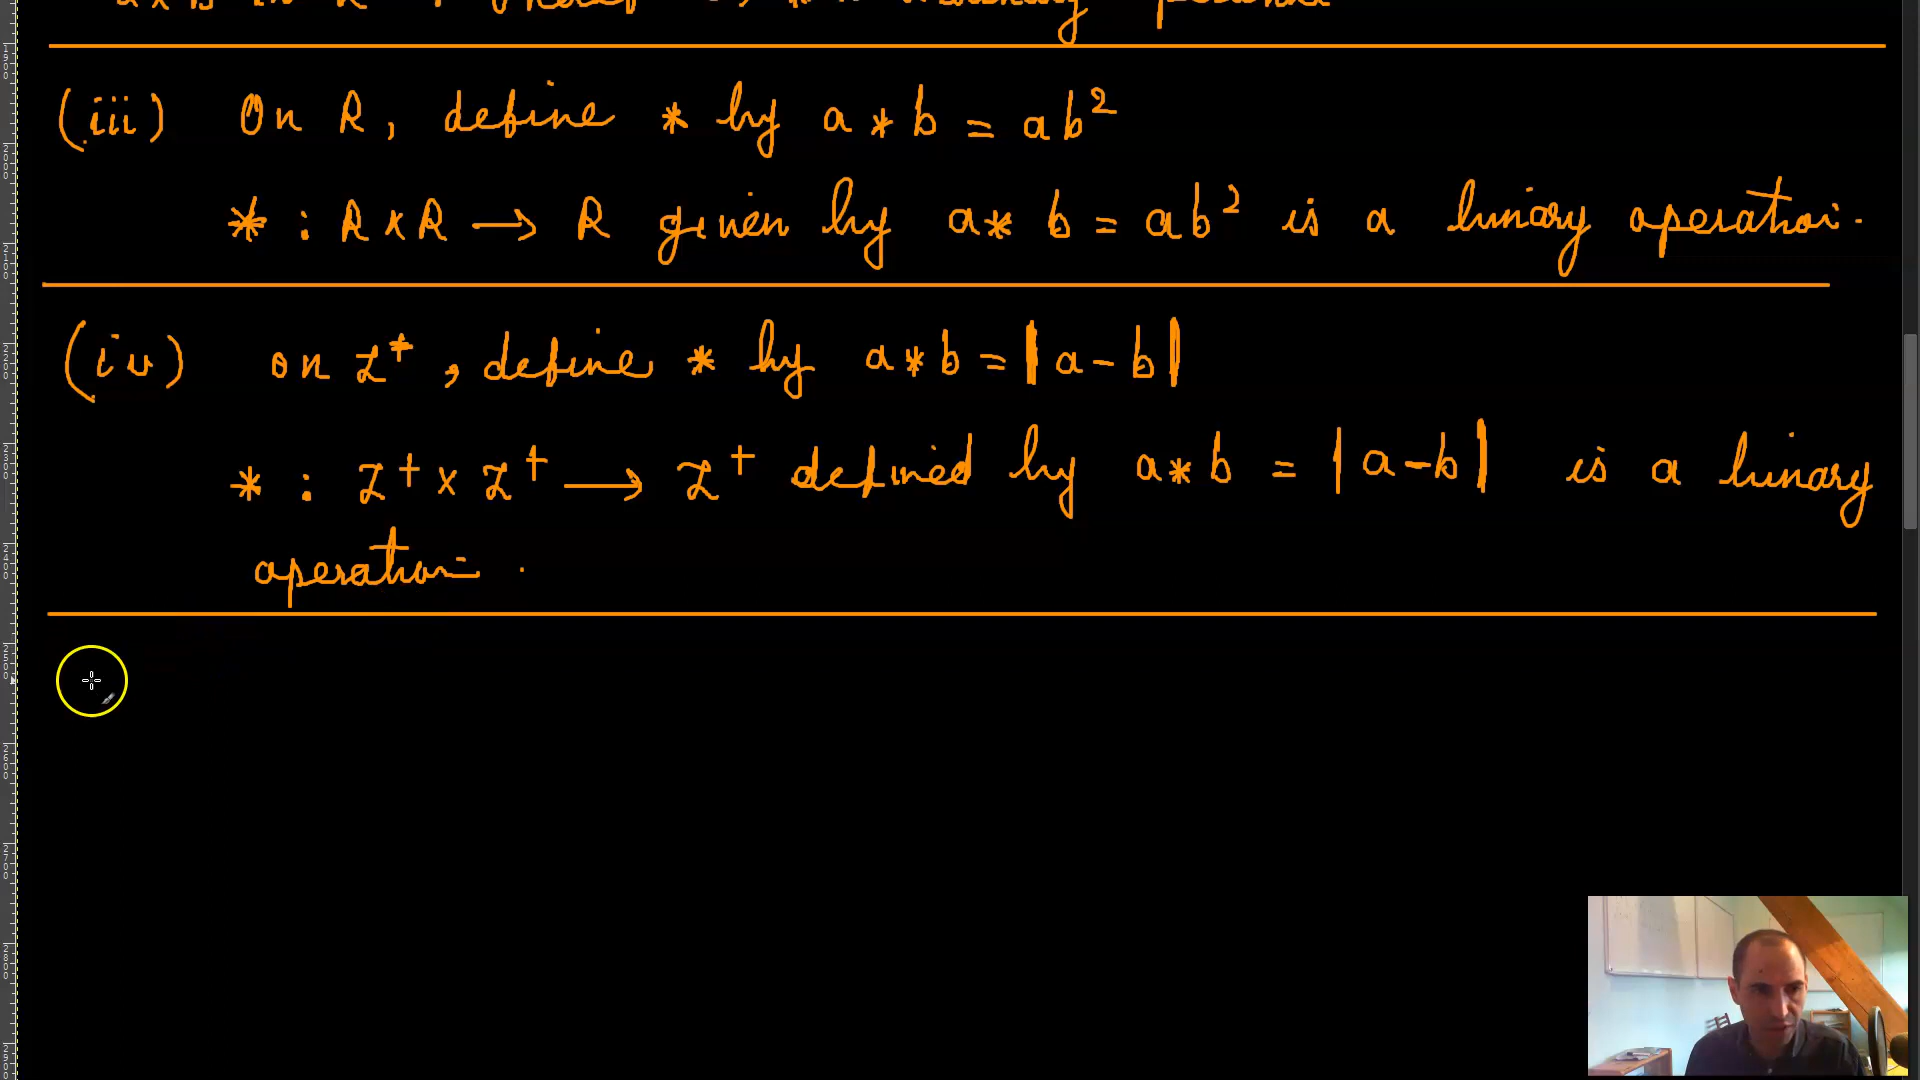 (iii) On R, define * by a * b = ab²
* : R × R → R given by a * b = ab² is a binary operation.
(iv) on Z⁺, define * by a * b = |a - b|
* : Z⁺ × Z⁺ → Z⁺ defined by a * b = |a - b| is a binary
operation.